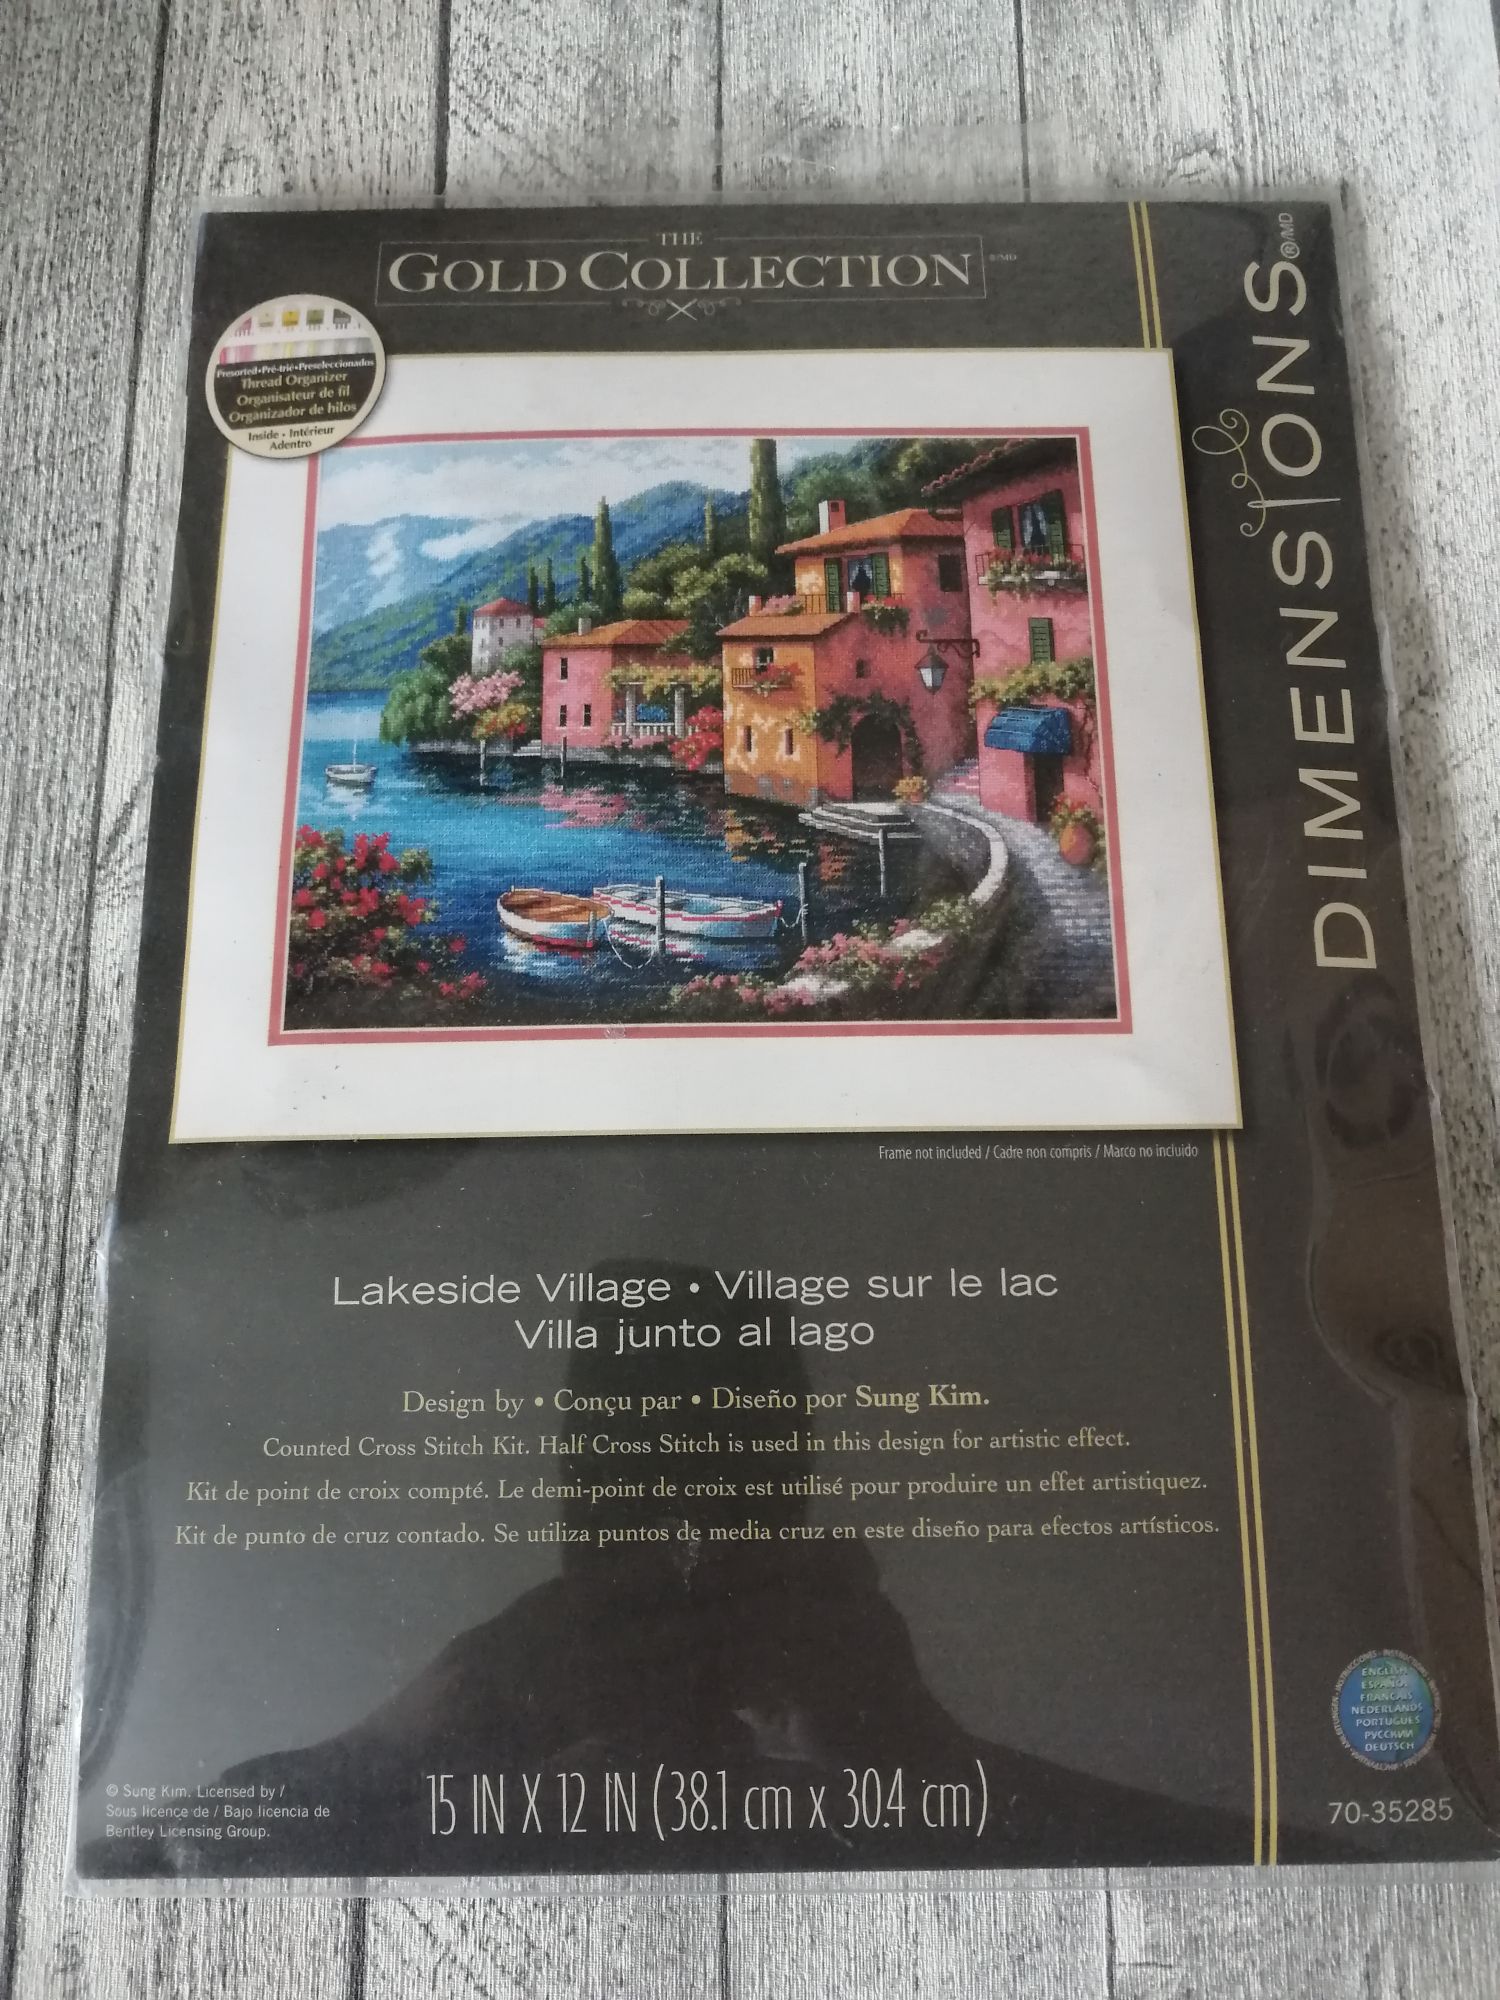 THE
GOLD COLLECTION ®/MD
Presorted•Pré-trié•Preseleccionados
Thread Organizer
Organisateur de fil
Organizador de hilos
Inside • Intérieur
Adentro
DIMENSIONS®/MD
Frame not included / Cadre non compris / Marco no incluido
Lakeside Village • Village sur le lac
Villa junto al lago
Design by • Conçu par • Diseño por Sung Kim.
Counted Cross Stitch Kit. Half Cross Stitch is used in this design for artistic effect.
Kit de point de croix compté. Le demi-point de croix est utilisé pour produire un effet artistiquez.
Kit de punto de cruz contado. Se utiliza puntos de media cruz en este diseño para efectos artísticos.
ENGLISH
ESPAÑOL
FRANÇAIS
NEDERLANDS
PORTUGUÊS
РУССКИЙ
DEUTSCH
© Sung Kim. Licensed by /
Sous licence de / Bajo licencia de
Bentley Licensing Group.
15 IN X 12 IN (38.1 cm x 30.4 cm)
70-35285